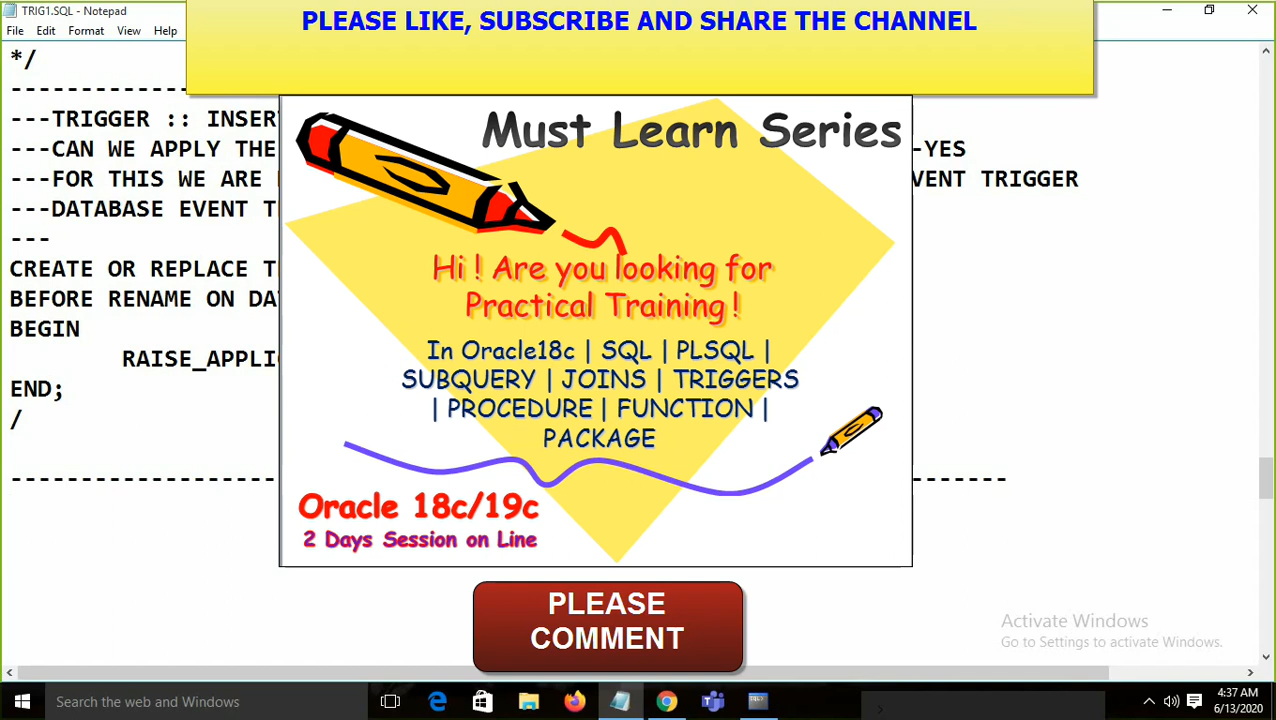 TRIG1.SQL - Notepad
PLEASE LIKE, SUBSCRIBE AND SHARE THE CHANNEL
File Edit Format View Help
*/
---TRIGGER :: INSER
---CAN WE APPLY THE -YES
---FOR THIS WE ARE VENT TRIGGER
---DATABASE EVENT T
---
CREATE OR REPLACE T
BEFORE RENAME ON DA
BEGIN
RAISE_APPLI
END;
/
Must Learn Series
Hi ! Are you looking for
Practical Training !
In Oracle18c | SQL | PLSQL |
SUBQUERY | JOINS | TRIGGERS
| PROCEDURE | FUNCTION |
PACKAGE
Oracle 18c/19c
2 Days Session on Line
PLEASE
COMMENT
Activate Windows
Go to Settings to activate Windows.
Search the web and Windows
4:37 AM
6/13/2020